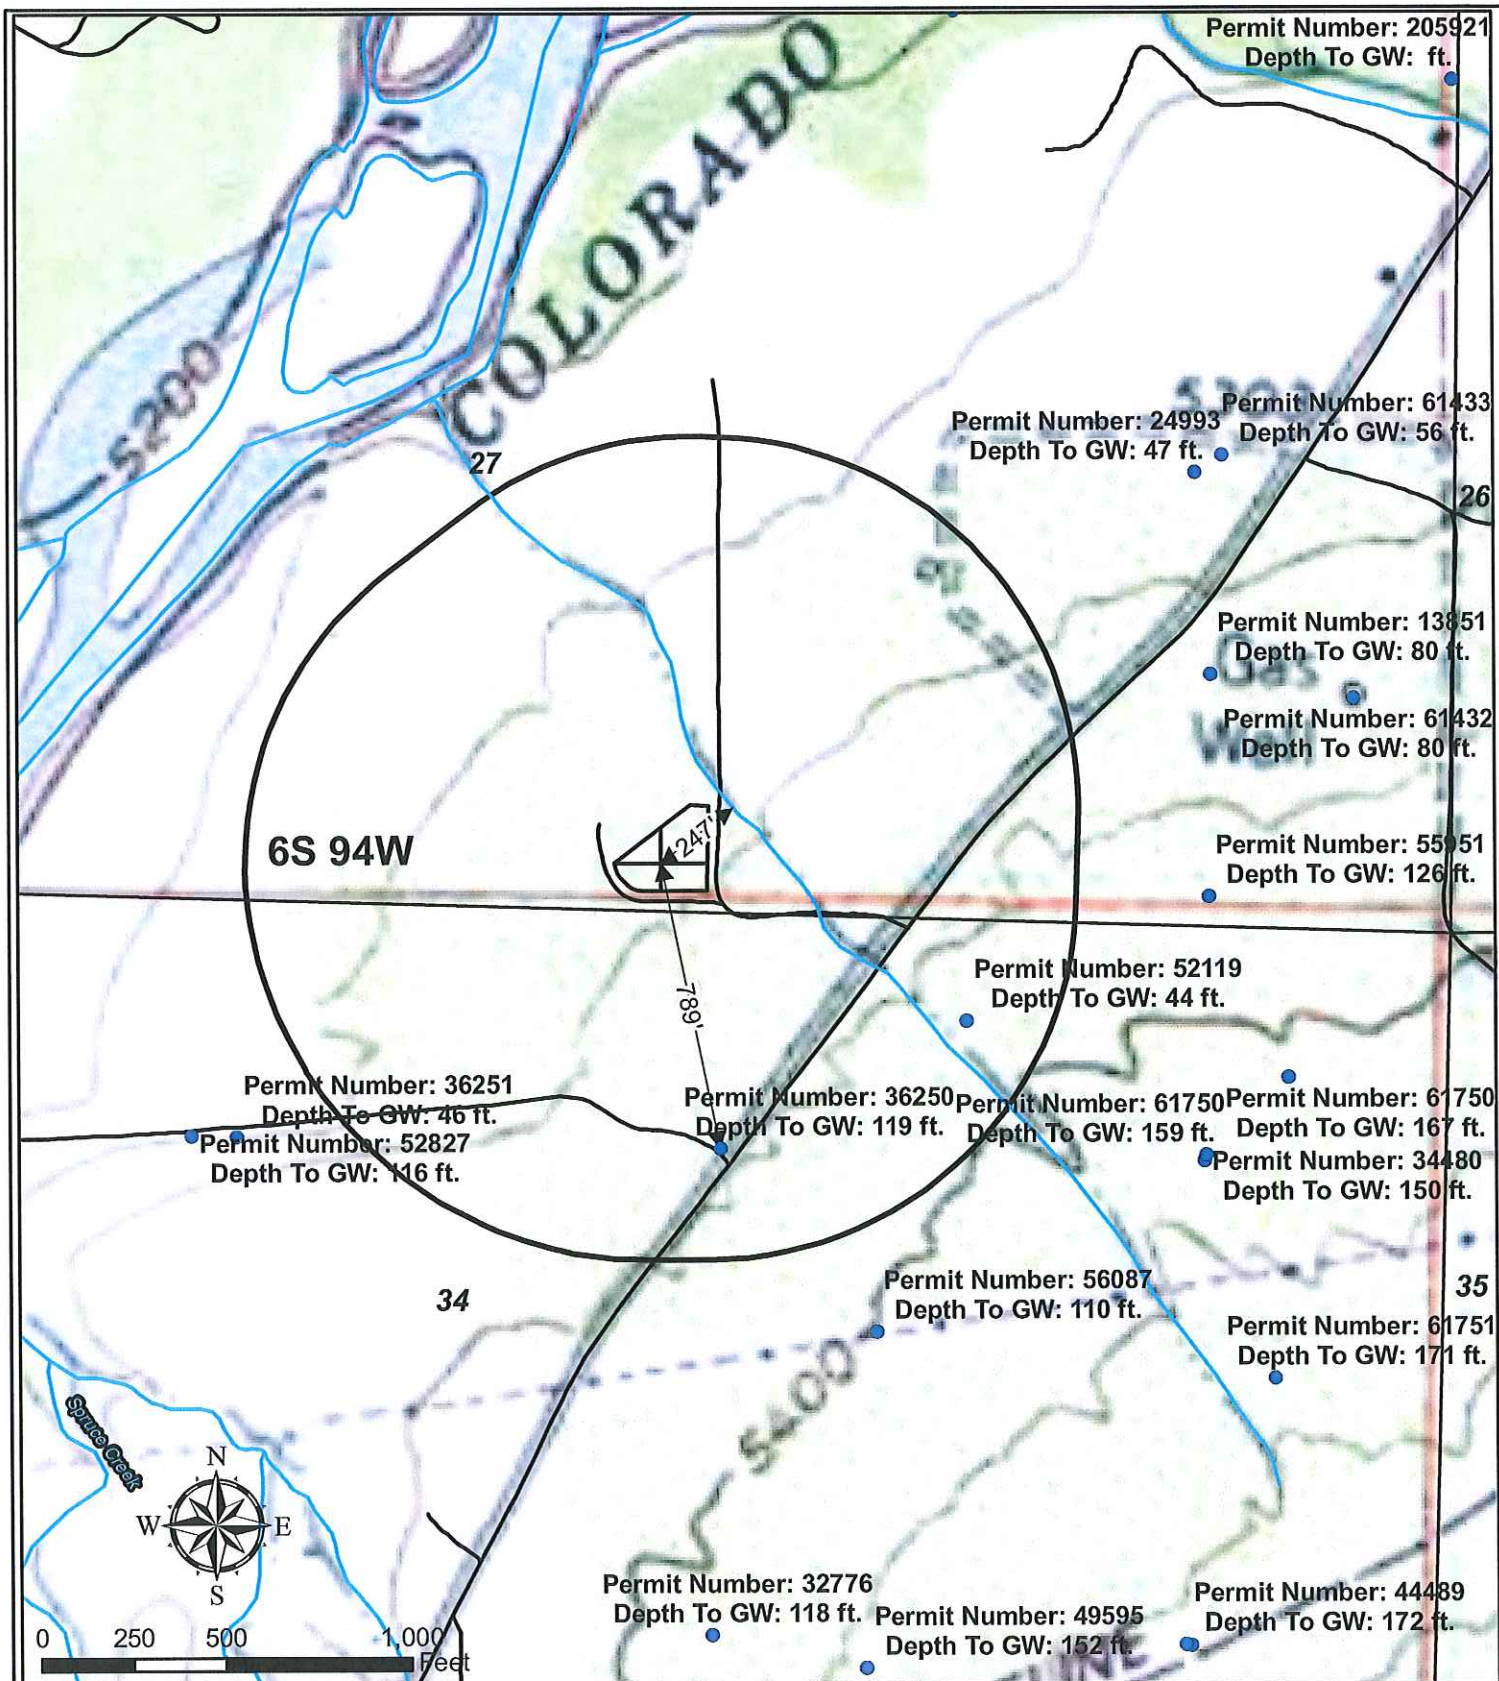 Permit Number: 205921
Depth To GW:  ft.
COLORADO
5200
Permit Number: 24993
Depth To GW: 47 ft.
Permit Number: 61433
Depth To GW: 56 ft.
27
26
Permit Number: 13851
Depth To GW: 80 ft.
Gas
Well
Permit Number: 61432
Depth To GW: 80 ft.
247'
6S 94W
Permit Number: 55951
Depth To GW: 126 ft.
Permit Number: 52119
Depth To GW: 44 ft.
789'
Permit Number: 36251
Depth To GW: 46 ft.
Permit Number: 52827
Depth To GW: 116 ft.
Permit Number: 36250
Depth To GW: 119 ft.
Permit Number: 61750
Depth To GW: 159 ft.
Permit Number: 61750
Depth To GW: 167 ft.
Permit Number: 34480
Depth To GW: 150 ft.
34
Permit Number: 56087
Depth To GW: 110 ft.
35
Permit Number: 61751
Depth To GW: 171 ft.
5400
Spruce Creek
N
W E
S
Permit Number: 32776
Depth To GW: 118 ft.
Permit Number: 49595
Depth To GW: 152 ft.
Permit Number: 44489
Depth To GW: 172 ft.
0 250 500 1,000
Feet